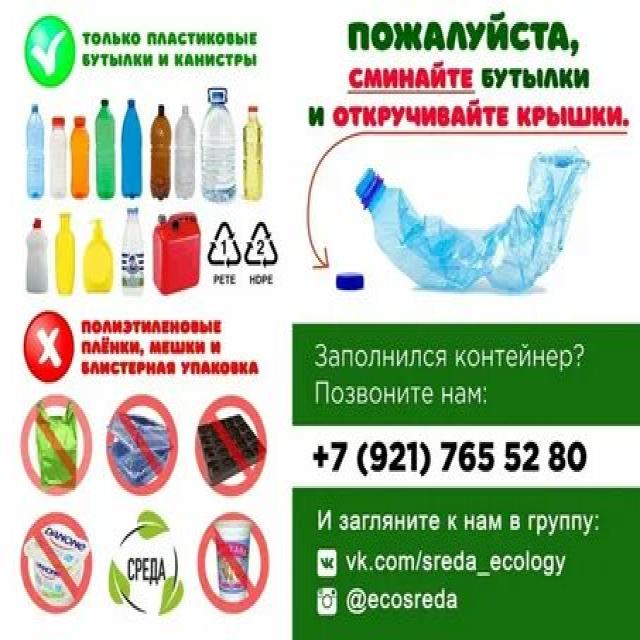 ТОЛЬКО ПЛАСТИКОВЫЕ
БУТЫЛКИ И КАНИСТРЫ
1
PETE
2
HDPE
ПОЛИЭТИЛЕНОВЫЕ
ПЛЁНКИ, МЕШКИ И
БЛИСТЕРНАЯ УПАКОВКА
DANONE
СРЕДА
ПОЖАЛУЙСТА,
СМИНАЙТЕ БУТЫЛКИ
И ОТКРУЧИВАЙТЕ КРЫШКИ.
Заполнился контейнер?
Позвоните нам:
+7 (921) 765 52 80
И загляните к нам в группу:
vk.com/sreda_ecology
@ecosreda